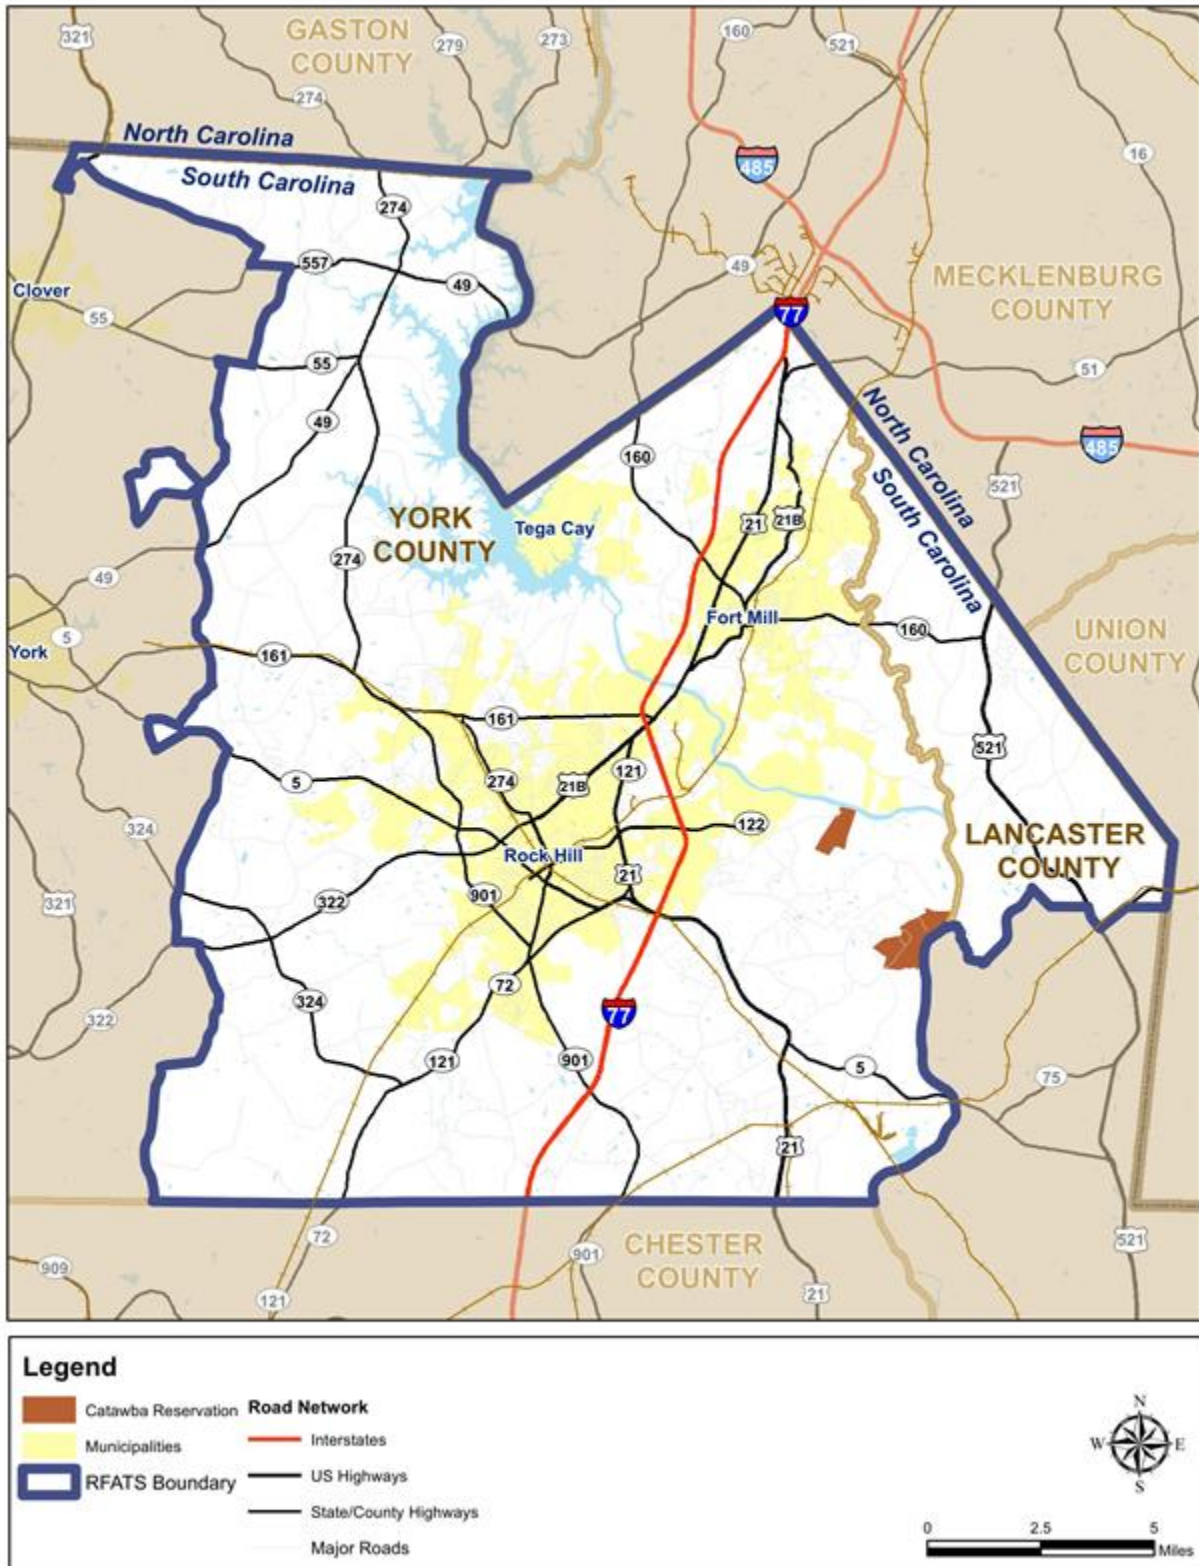 321
GASTON
COUNTY
279
273
160
521
274
North Carolina
South Carolina
485
16
274
557
49
49
MECKLENBURG
COUNTY
Clover
55
77
55
51
49
North Carolina
South Carolina
485
160
521
YORK
COUNTY
Tega Cay
21
21B
274
49
5
York
Fort Mill
160
UNION
COUNTY
161
161
521
5
274
21B
121
122
324
Rock Hill
LANCASTER
COUNTY
321
322
901
21
72
324
77
322
121
901
5
75
21
72
901
CHESTER
COUNTY
521
909
121
21
Legend
Catawba Reservation
Municipalities
RFATS Boundary
Road Network
Interstates
US Highways
State/County Highways
Major Roads
N
W
E
S
0
2.5
5
Miles